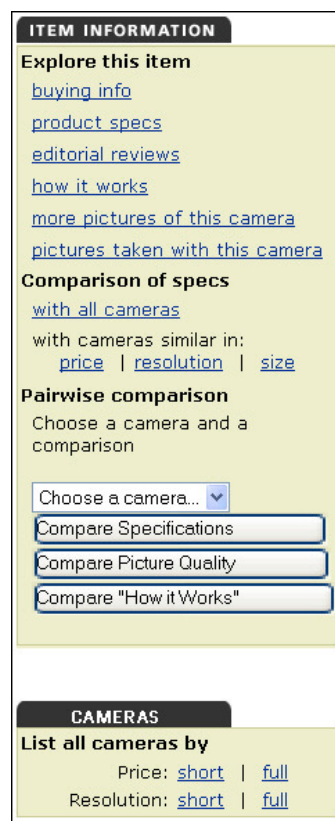 ITEM INFORMATION
Explore this item
buying info
product specs
editorial reviews
how it works
more pictures of this camera
pictures taken with this camera
Comparison of specs
with all cameras
with cameras similar in:
price | resolution | size
Pairwise comparison
Choose a camera and a
comparison
Choose a camera...
Compare Specifications
Compare Picture Quality
Compare "How it Works"
CAMERAS
List all cameras by
Price: short | full
Resolution: short | full